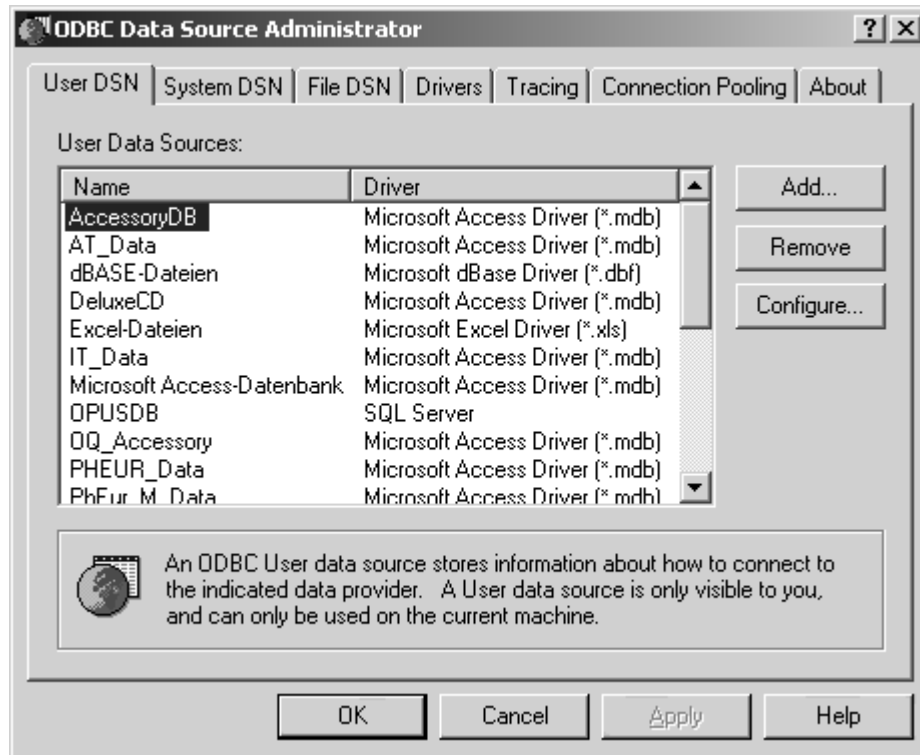 ODBC Data Source Administrator
User DSN System DSN File DSN Drivers Tracing Connection Pooling About
User Data Sources:
Name Driver
AccessoryDB Microsoft Access Driver (*.mdb)
AT_Data Microsoft Access Driver (*.mdb)
dBASE-Dateien Microsoft dBase Driver (*.dbf)
DeluxeCD Microsoft Access Driver (*.mdb)
Excel-Dateien Microsoft Excel Driver (*.xls)
IT_Data Microsoft Access Driver (*.mdb)
Microsoft Access-Datenbank Microsoft Access Driver (*.mdb)
OPUSDB SQL Server
OQ_Accessory Microsoft Access Driver (*.mdb)
PHEUR_Data Microsoft Access Driver (*.mdb)
PhEur_M_Data Microsoft Access Driver (*.mdb)
Add...
Remove
Configure...
An ODBC User data source stores information about how to connect to
the indicated data provider. A User data source is only visible to you,
and can only be used on the current machine.
OK Cancel Apply Help